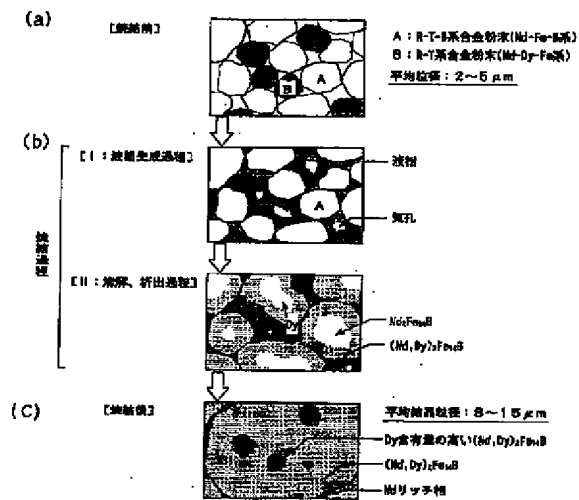 (a)
[焼結前]
A：R-T-B系合金粉末(Nd-Fe-B系)
B：R-T系合金粉末(Nd-Dy-Fe系)
平均粒径：2～5μm
A
B
(b)
[Ⅰ：液相生成過程]
液相
A
空孔
焼結過程
[Ⅱ：溶解、析出過程]
Dy
Nd₂Fe₁₄B
(Nd,Dy)₂Fe₁₄B
(C)
[焼結後]
平均結晶粒径：8～15μm
Dy含有量の高い(Nd,Dy)₂Fe₁₄B
(Nd,Dy)₂Fe₁₄B
Ndリッチ相